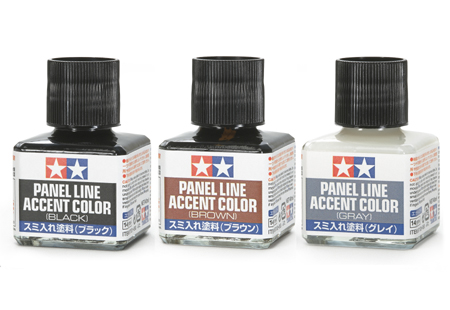 PANEL LINE
ACCENT COLOR
(BLACK)
スミ入れ塗料(ブラック)
PANEL LINE
ACCENT COLOR
(BROWN)
スミ入れ塗料(ブラウン)
PANEL LINE
ACCENT COLOR
(GRAY)
スミ入れ塗料(グレイ)